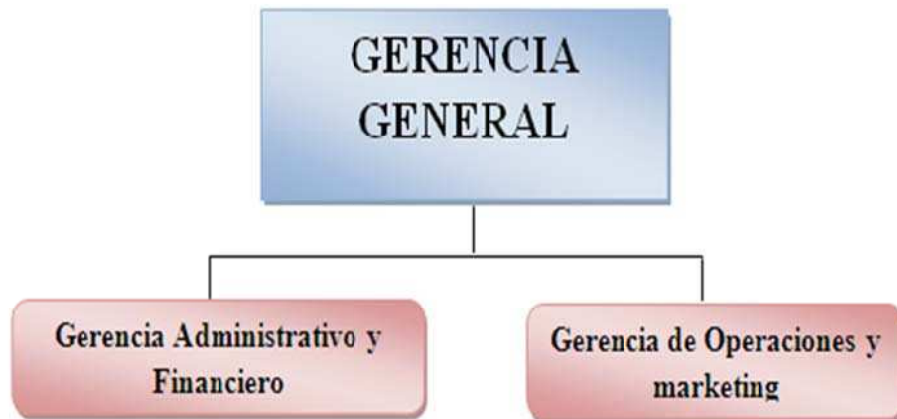 GERENCIA
GENERAL
Gerencia Administrativo y
Financiero
Gerencia de Operaciones y
marketing